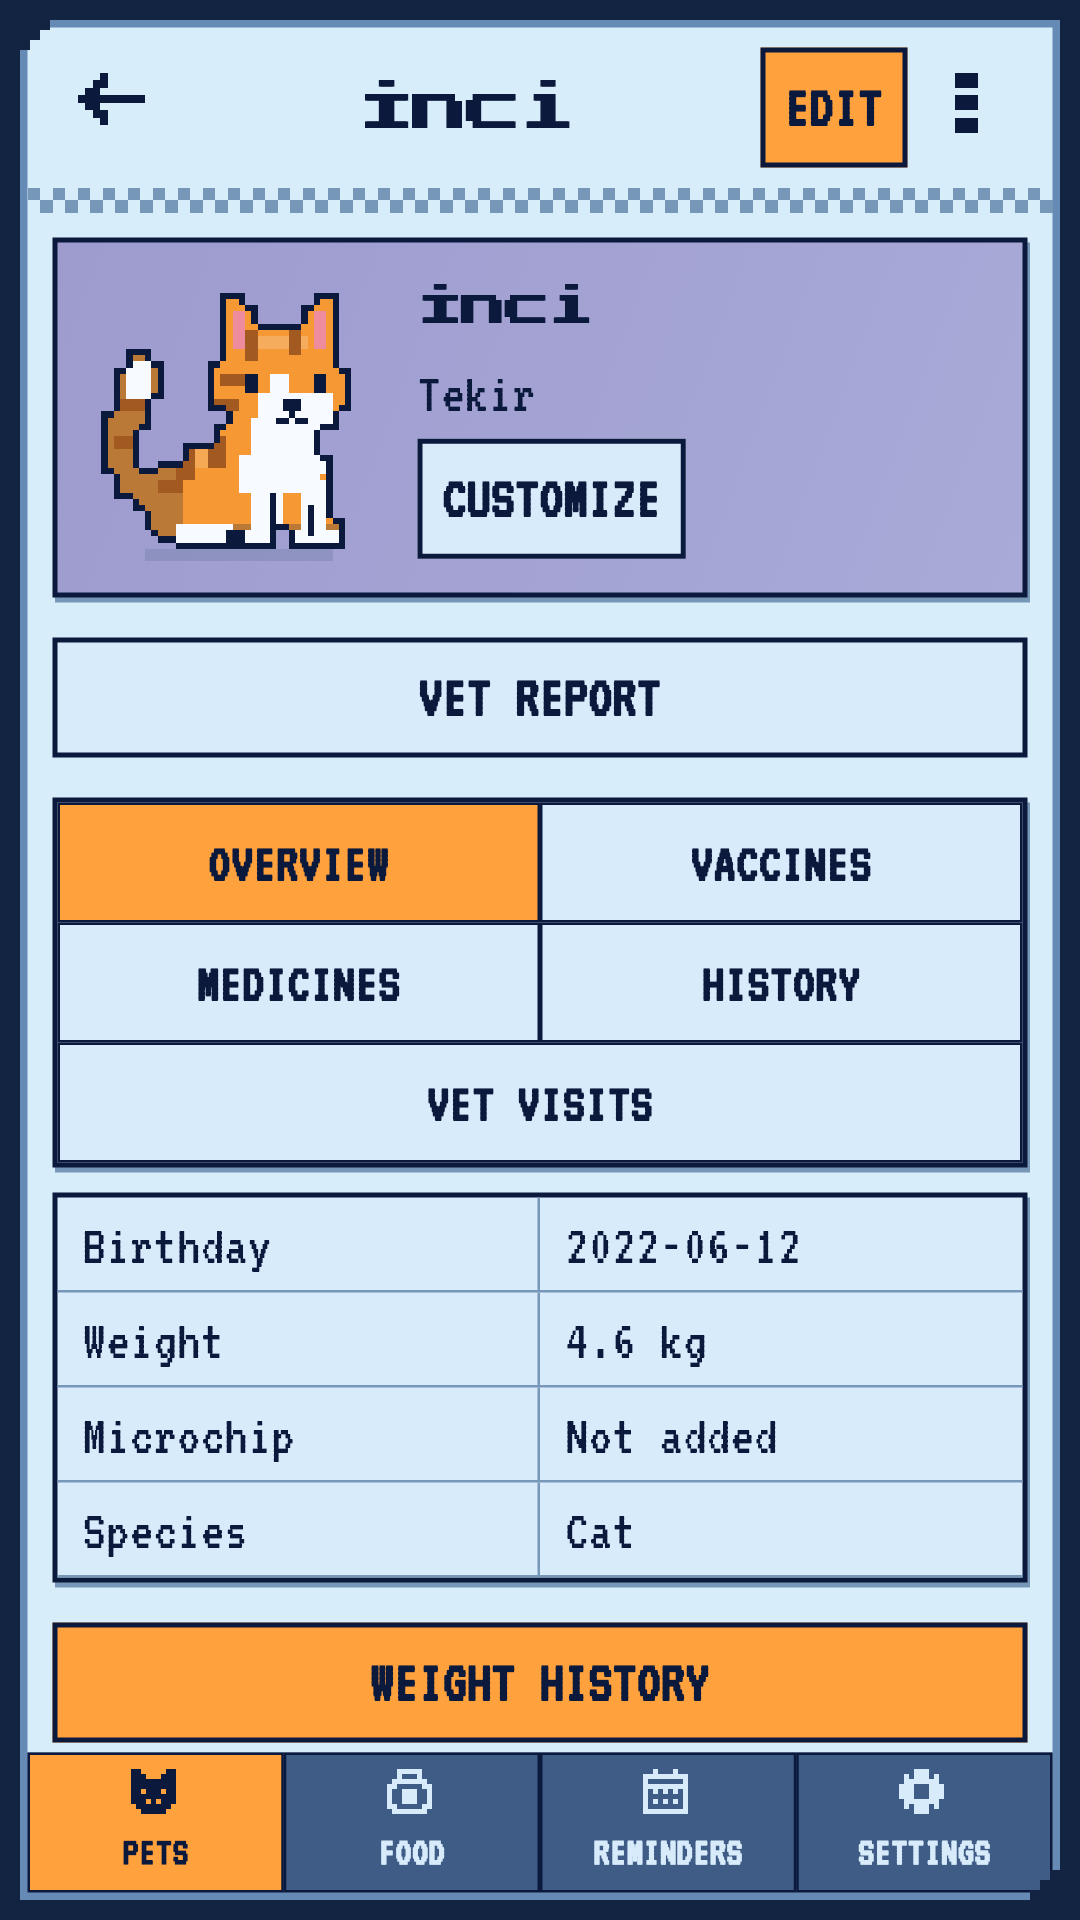 inci
EDIT
inci
Tekir
CUSTOMIZE
VET REPORT
OVERVIEW
VACCINES
MEDICINES
HISTORY
VET VISITS
Birthday
2022-06-12
Weight
4.6 kg
Microchip
Not added
Species
Cat
WEIGHT HISTORY
PETS
FOOD
REMINDERS
SETTINGS